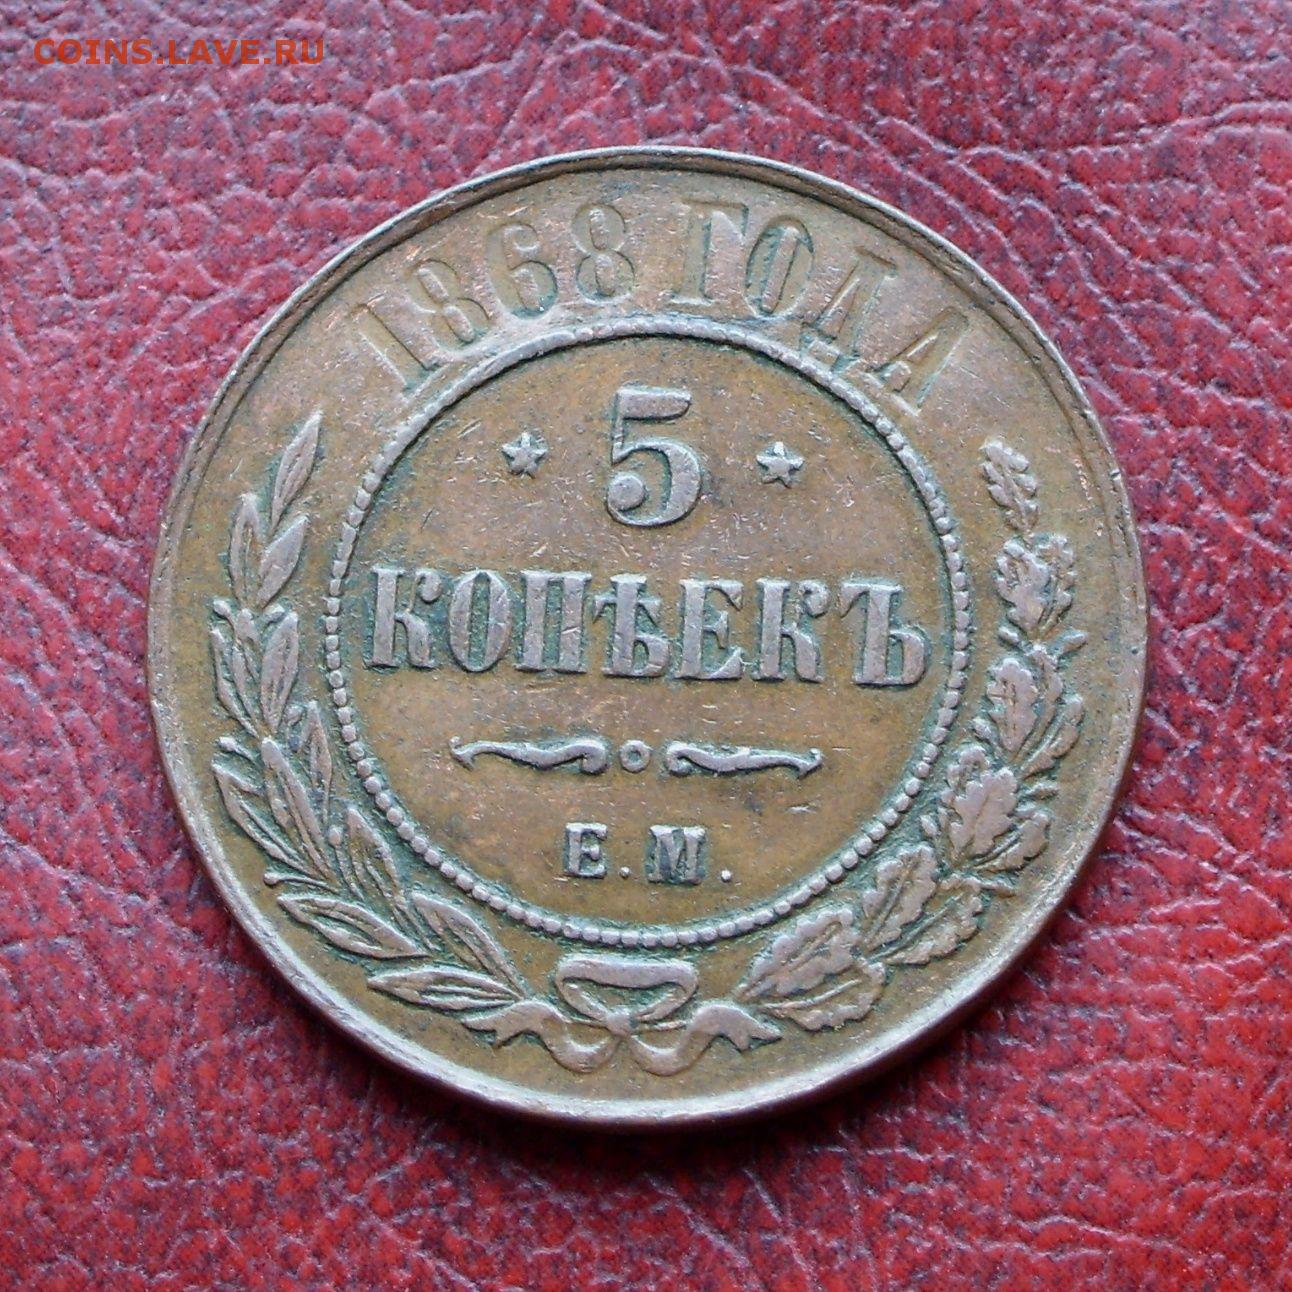 COINS.LAVE.RU
1868 ГОДА
* 5 *
КОПѢЕКЪ
Е.М.